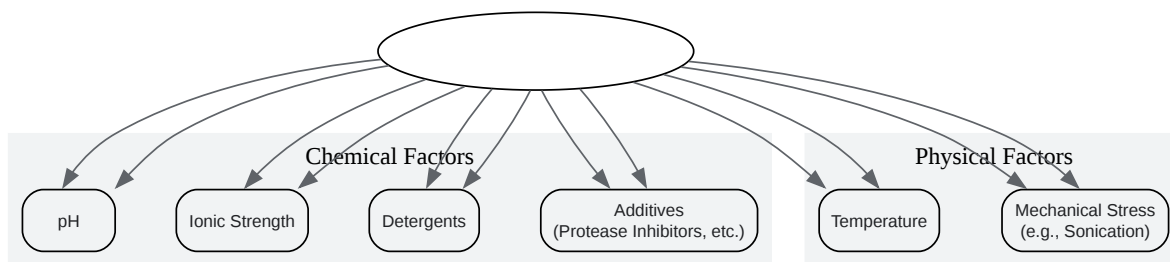 Chemical Factors
Physical Factors
pH
Ionic Strength
Detergents
Additives
(Protease Inhibitors, etc.)
Temperature
Mechanical Stress
(e.g., Sonication)